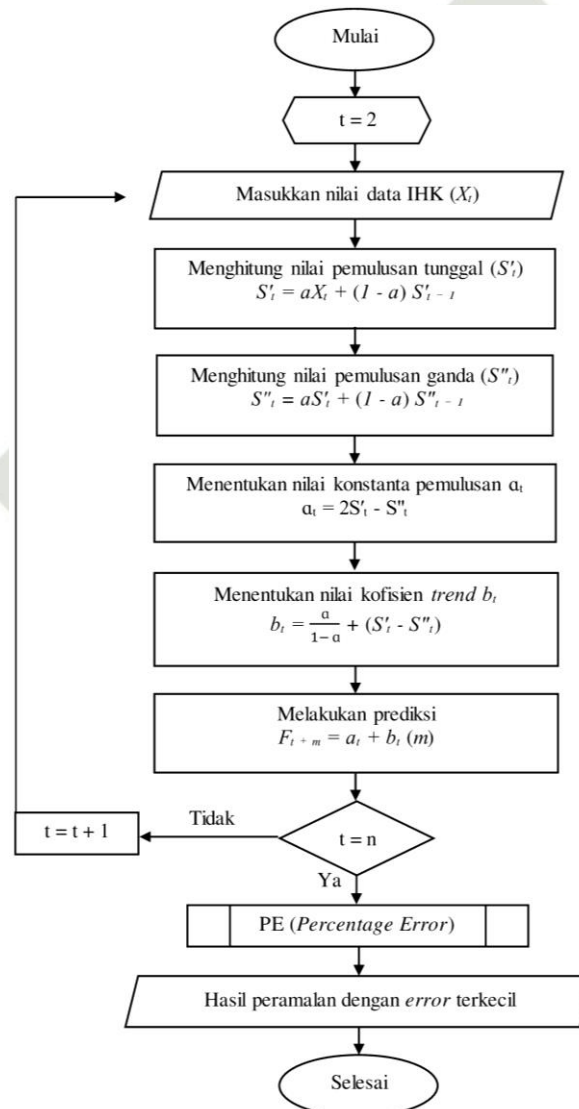 Mulai
t = 2
Masukkan nilai data IHK (Xₜ)
Menghitung nilai pemulusan tunggal (S'ₜ)
S'ₜ = aXₜ + (1 - a) S'ₜ ₋ ₁
Menghitung nilai pemulusan ganda (S"ₜ)
S"ₜ = aS'ₜ + (1 - a) S"ₜ ₋ ₁
Menentukan nilai konstanta pemulusan ɑₜ
ɑₜ = 2S'ₜ - S"ₜ
Menentukan nilai kofisien trend bₜ
bₜ = ɑ/(1−ɑ) + (S'ₜ - S"ₜ)
Melakukan prediksi
Fₜ ₊ ₘ = aₜ + bₜ (m)
t = n
Tidak
t = t + 1
Ya
PE (Percentage Error)
Hasil peramalan dengan error terkecil
Selesai